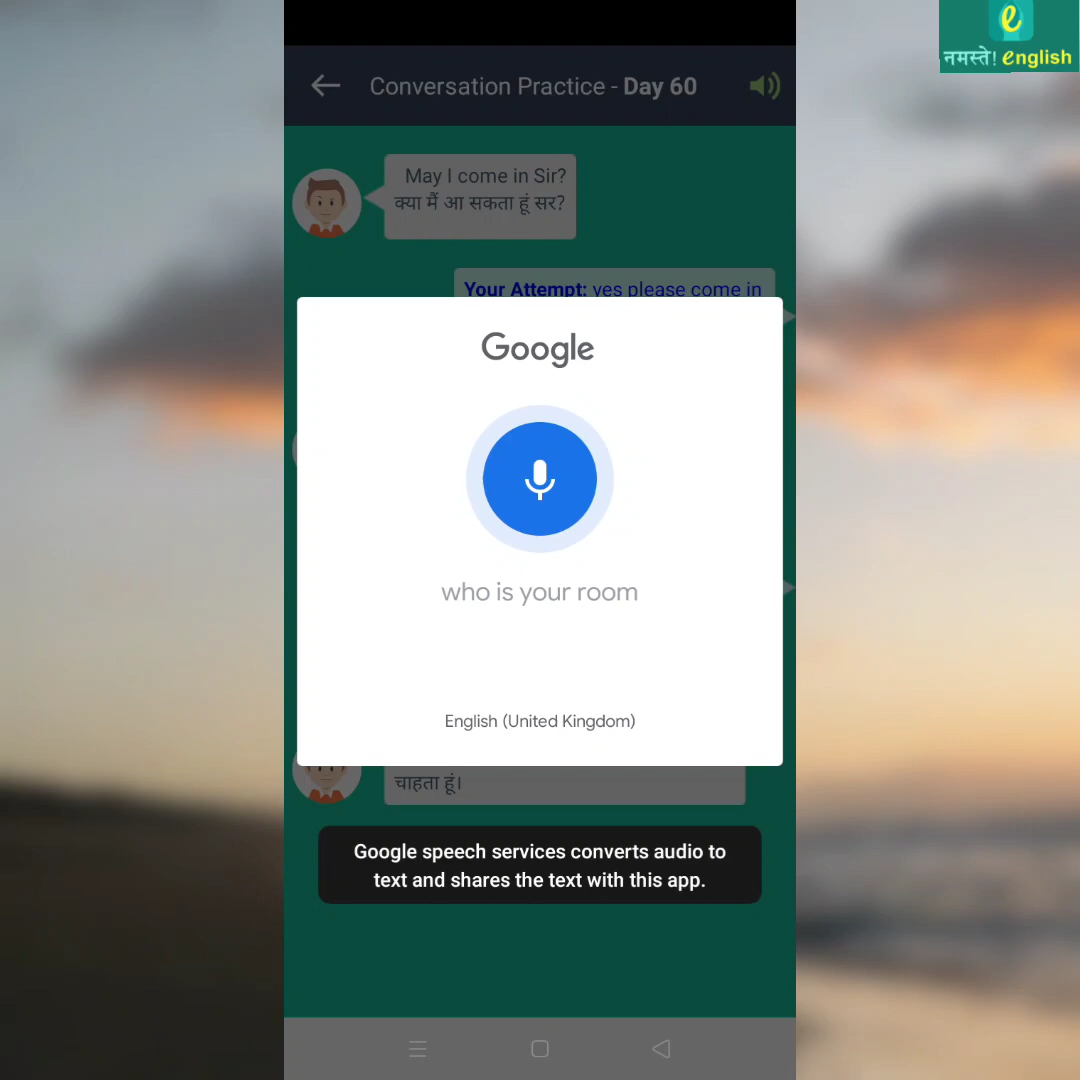 नमस्ते! english
Conversation Practice - Day 60
May I come in Sir?
क्या मैं आ सकता हूं सर?
Your Attempt: yes please come in
Google
who is your room
English (United Kingdom)
चाहता हूं।
Google speech services converts audio to
text and shares the text with this app.